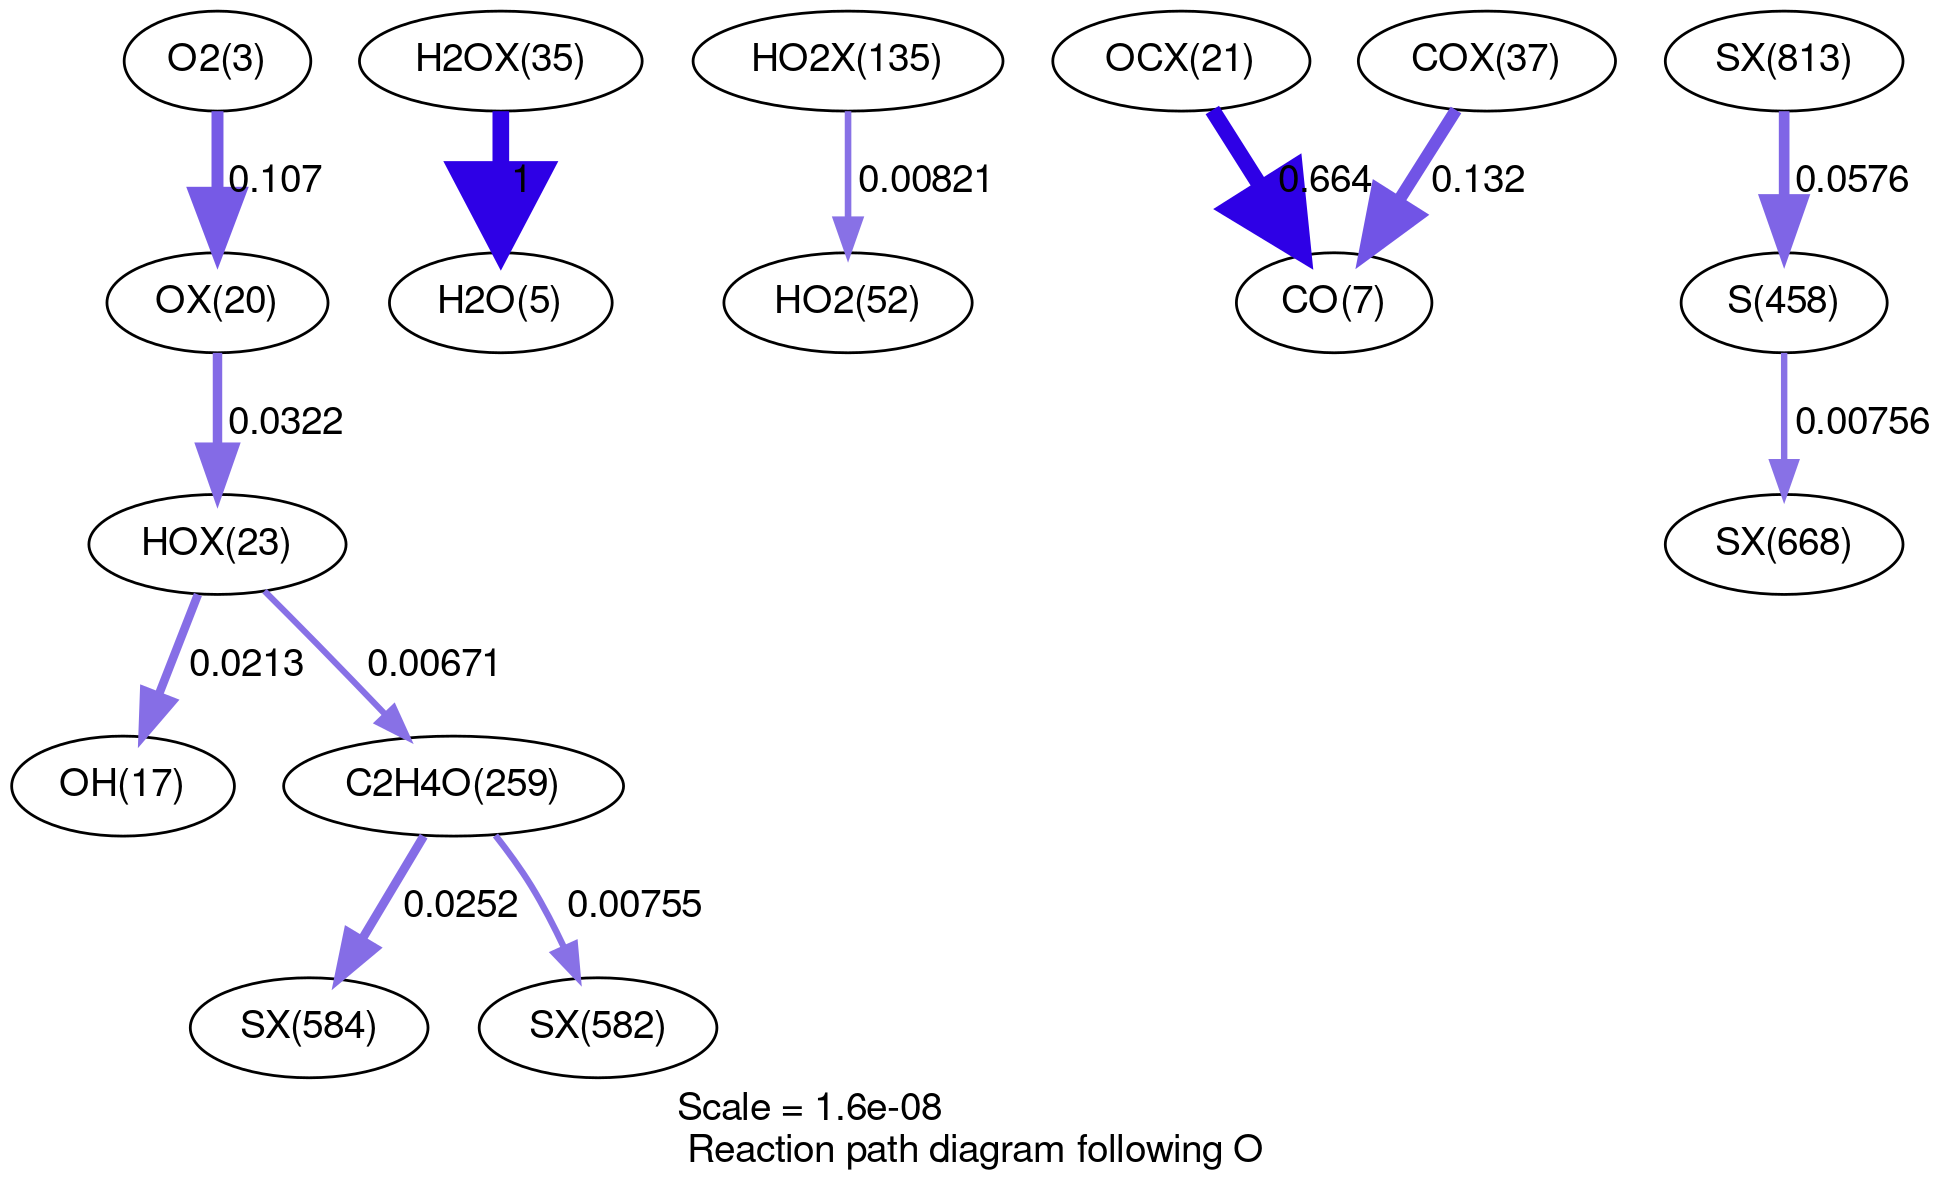 O2(3)
H2OX(35)
HO2X(135)
OCX(21)
COX(37)
SX(813)
0.107
1
0.00821
0.664
0.132
0.0576
OX(20)
H2O(5)
HO2(52)
CO(7)
S(458)
0.0322
0.00756
HOX(23)
SX(668)
0.0213
0.00671
OH(17)
C2H4O(259)
0.0252
0.00755
SX(584)
SX(582)
Scale = 1.6e-08
Reaction path diagram following O